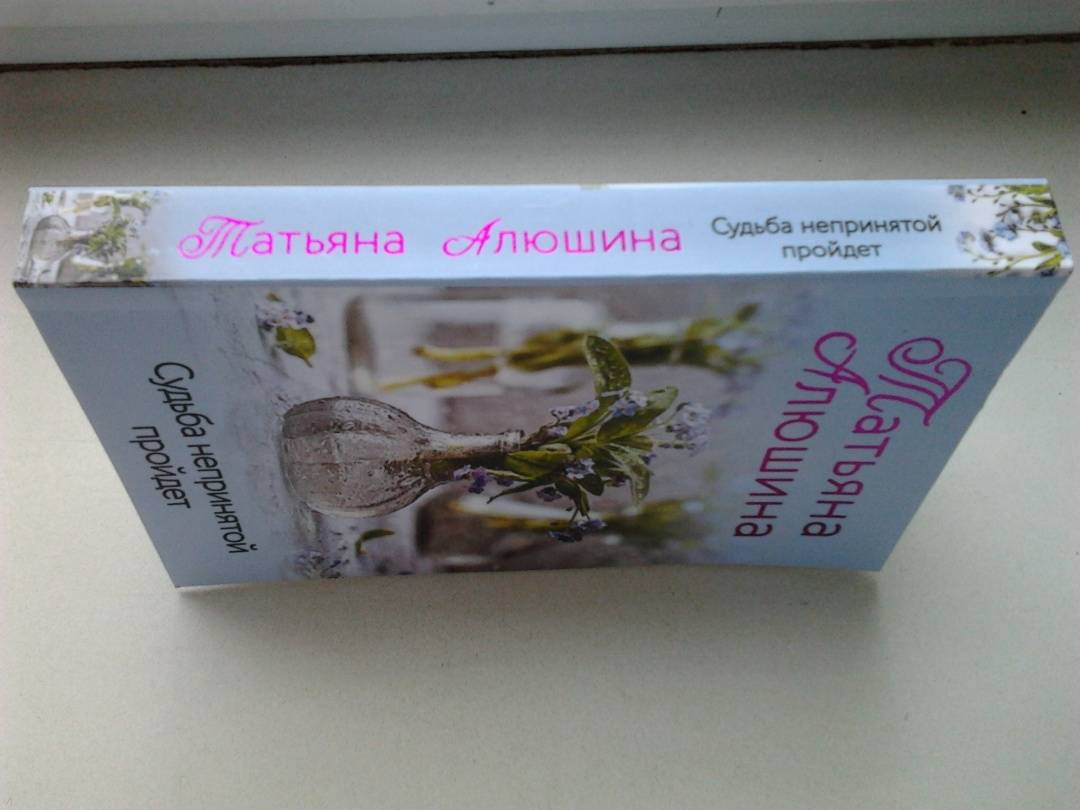 Татьяна Алюшина
Судьба непринятой
пройдет
Татьяна
Алюшина
Судьба непринятой
пройдет